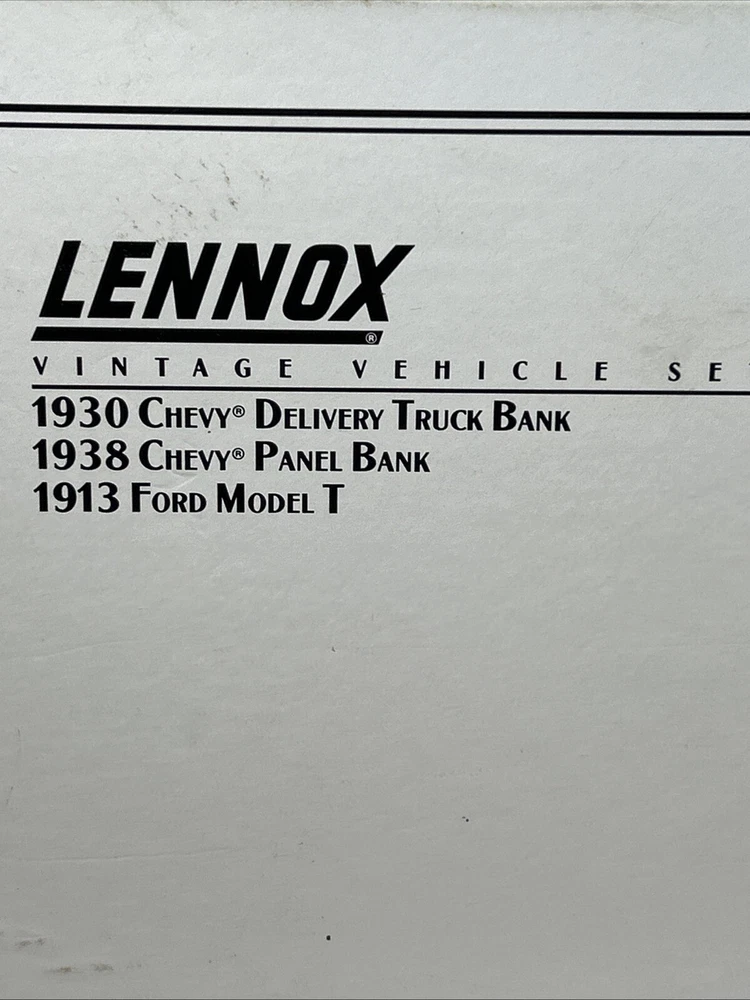 LENNOX
®
VINTAGE VEHICLE SE
1930 CHEVY® DELIVERY TRUCK BANK
1938 CHEVY® PANEL BANK
1913 FORD MODEL T